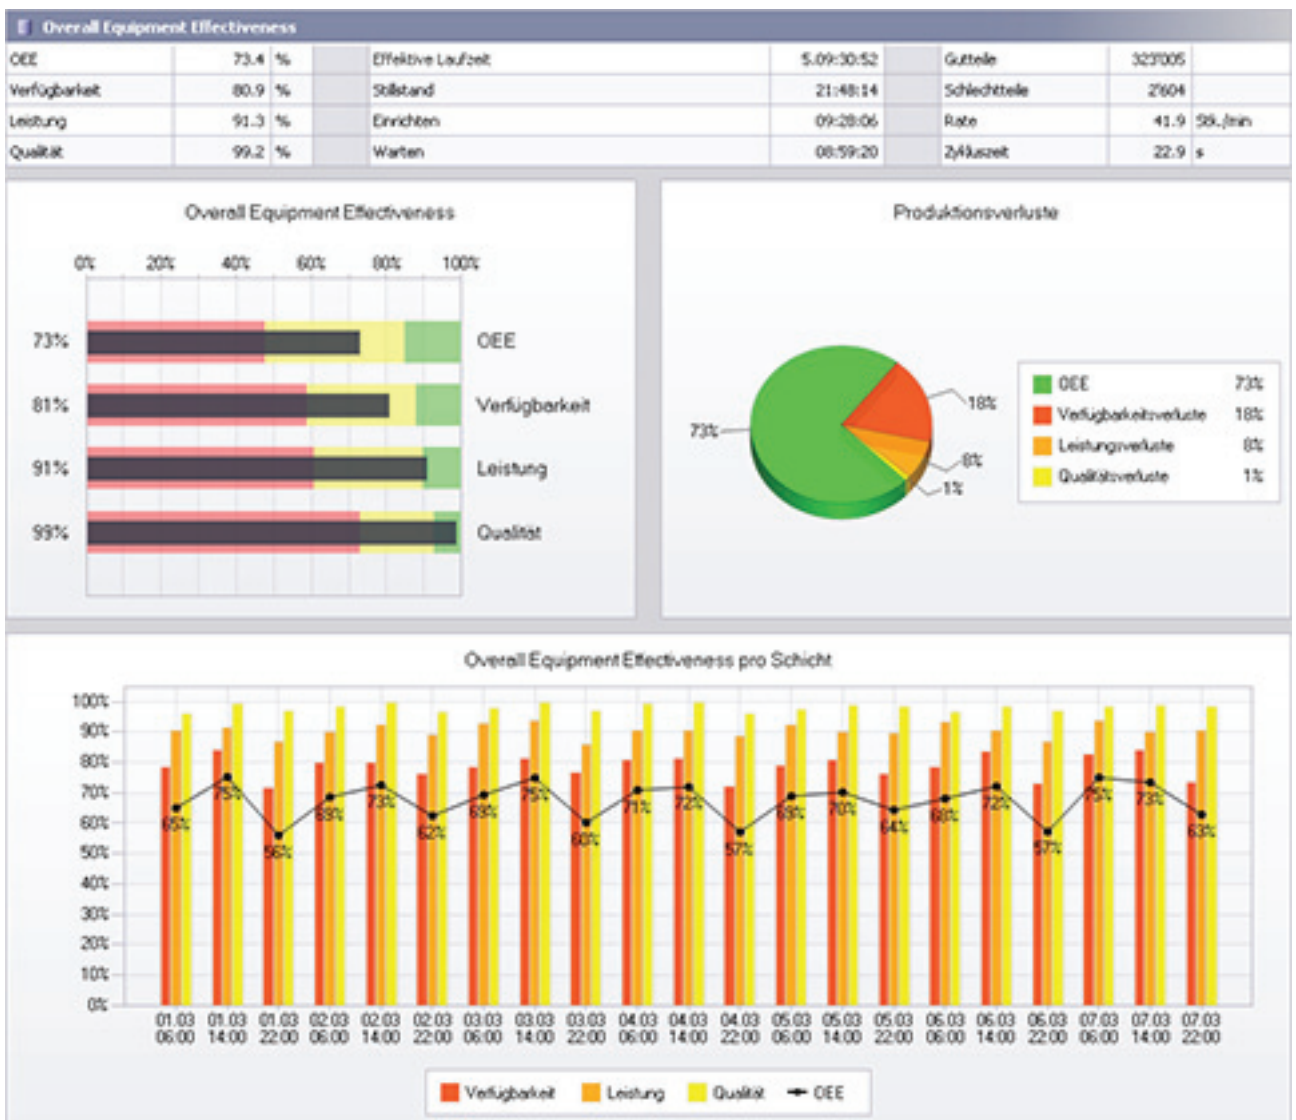 Overall Equipment Effectiveness
OEE 73.4 % Effektive Laufzeit 5.09:30:52 Gutteile 323'005
Verfügbarkeit 80.9 % Stillstand 21:48:14 Schlechtteile 2'604
Leistung 91.3 % Einrichten 09:28:06 Rate 41.9 Stk./min
Qualität 99.2 % Warten 08:59:20 Zykluszeit 22.9 s
Overall Equipment Effectiveness
0% 20% 40% 60% 80% 100%
73% OEE
81% Verfügbarkeit
91% Leistung
99% Qualität
Produktionsverluste
73%
18%
8%
1%
OEE 73%
Verfügbarkeitsverluste 18%
Leistungsverluste 8%
Qualitätsverluste 1%
Overall Equipment Effectiveness pro Schicht
100%
90%
80%
70%
60%
50%
40%
30%
20%
10%
0%
65% 75% 56% 69% 73% 62% 69% 75% 60% 71% 72% 57% 69% 70% 64% 68% 72% 57% 75% 73% 63%
01.03 01.03 01.03 02.03 02.03 02.03 03.03 03.03 03.03 04.03 04.03 04.03 05.03 05.03 05.03 06.03 06.03 06.03 07.03 07.03 07.03
06:00 14:00 22:00 06:00 14:00 22:00 06:00 14:00 22:00 06:00 14:00 22:00 06:00 14:00 22:00 06:00 14:00 22:00 06:00 14:00 22:00
Verfügbarkeit Leistung Qualität OEE